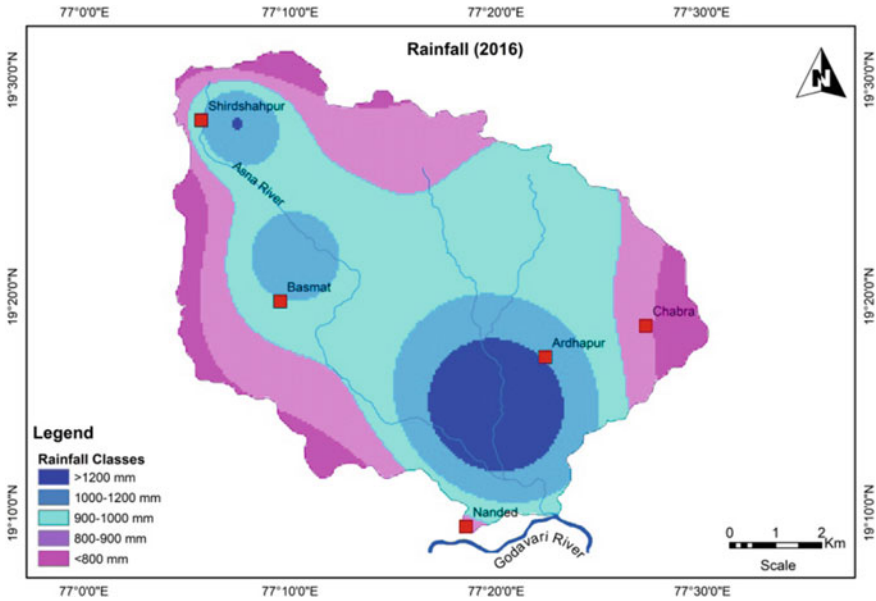 77°0'0"E 77°10'0"E 77°20'0"E 77°30'0"E
Rainfall (2016)
N
19°30'0"N 19°30'0"N
Shirdshahpur
Asna River
19°20'0"N 19°20'0"N
Basmat
Chabra
Ardhapur
Legend
Rainfall Classes
>1200 mm
1000-1200 mm
900-1000 mm
800-900 mm
<800 mm
19°10'0"N 19°10'0"N
Nanded
Godavari River
0 1 2
Km
Scale
77°0'0"E 77°10'0"E 77°20'0"E 77°30'0"E